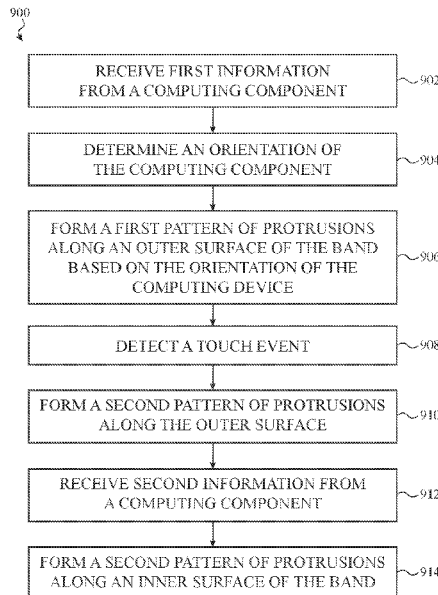 900
RECEIVE FIRST INFORMATION
FROM A COMPUTING COMPONENT
902
DETERMINE AN ORIENTATION OF
THE COMPUTING COMPONENT
904
FORM A FIRST PATTERN OF PROTRUSIONS
ALONG AN OUTER SURFACE OF THE BAND
BASED ON THE ORIENTATION OF THE
COMPUTING DEVICE
906
DETECT A TOUCH EVENT
908
FORM A SECOND PATTERN OF PROTRUSIONS
ALONG THE OUTER SURFACE
910
RECEIVE SECOND INFORMATION FROM
A COMPUTING COMPONENT
912
FORM A SECOND PATTERN OF PROTRUSIONS
ALONG AN INNER SURFACE OF THE BAND
914